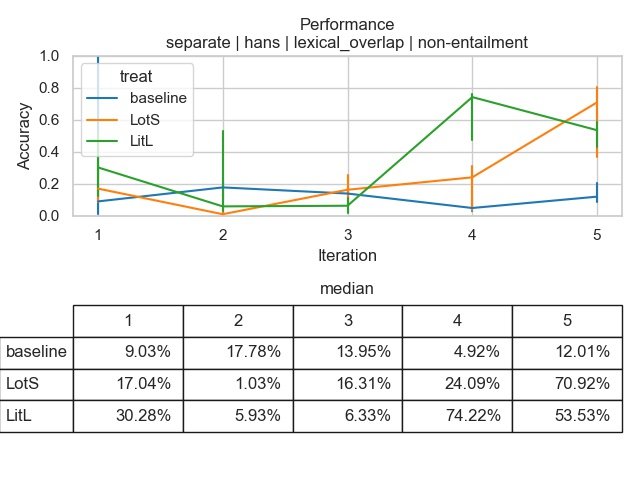 Performance
separate | hans | lexical_overlap | non-entailment
1.0
0.8
0.6
0.4
0.2
0.0
Accuracy
treat
baseline
LotS
LitL
1 2 3 4 5
Iteration
median
1 2 3 4 5
baseline 9.03% 17.78% 13.95% 4.92% 12.01%
LotS 17.04% 1.03% 16.31% 24.09% 70.92%
LitL 30.28% 5.93% 6.33% 74.22% 53.53%